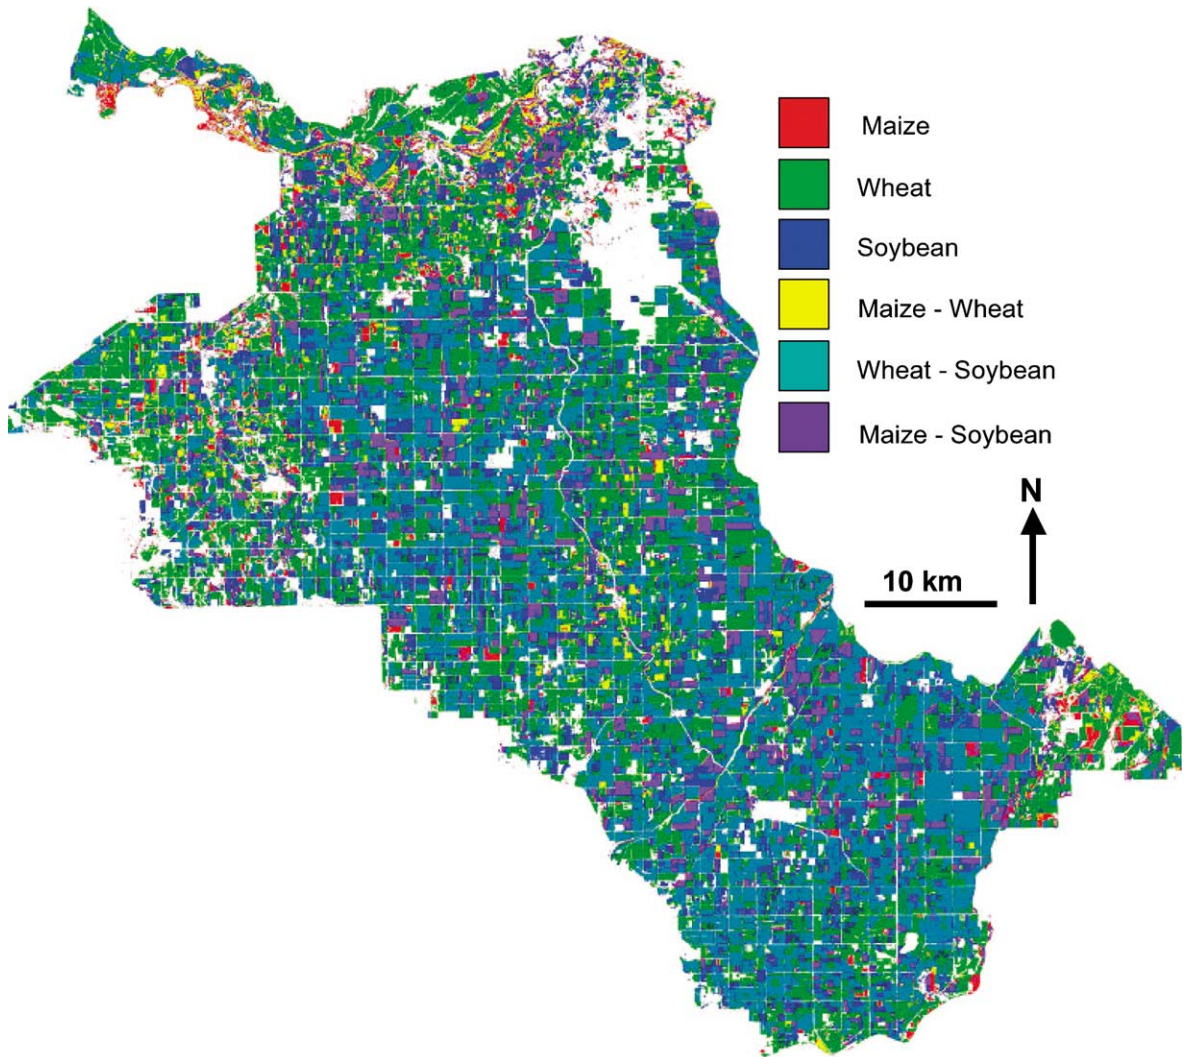 Maize
Wheat
Soybean
Maize - Wheat
Wheat - Soybean
Maize - Soybean
N
10 km